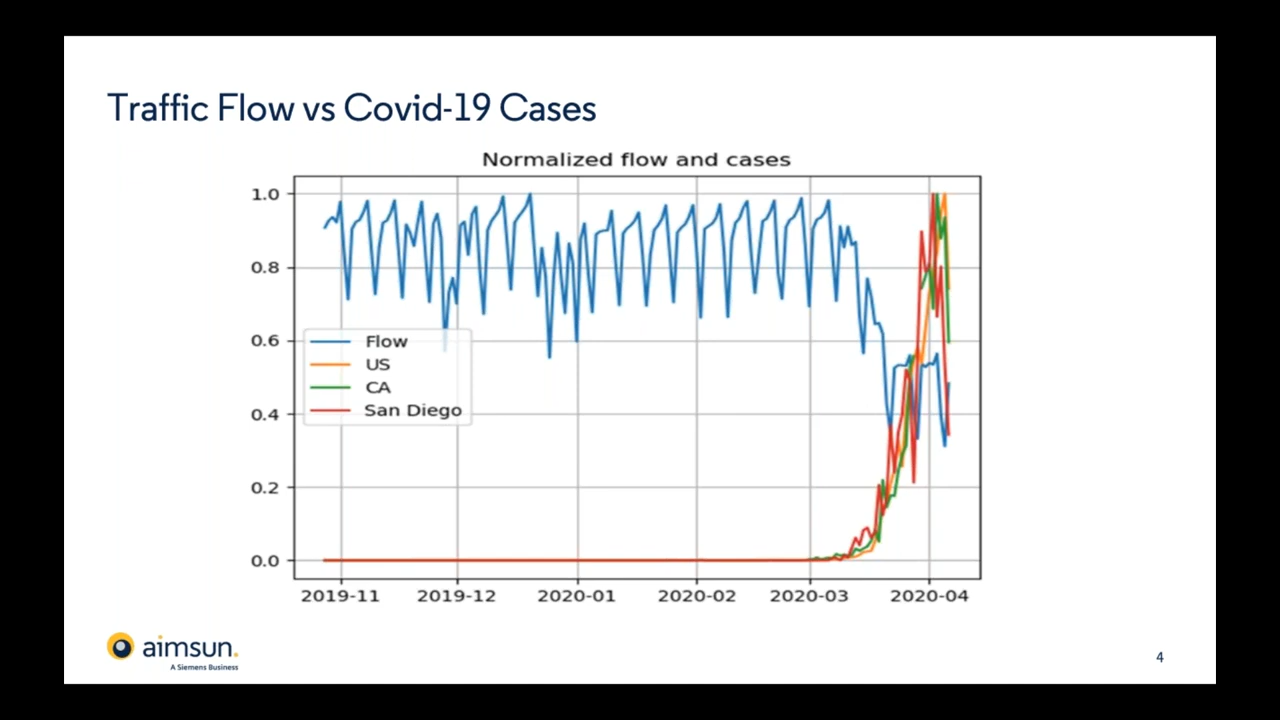 Traffic Flow vs Covid-19 Cases
Normalized flow and cases
1.0
0.8
0.6
0.4
0.2
0.0
Flow
US
CA
San Diego
2019-11 2019-12 2020-01 2020-02 2020-03 2020-04
aimsun.
A Siemens Business
4